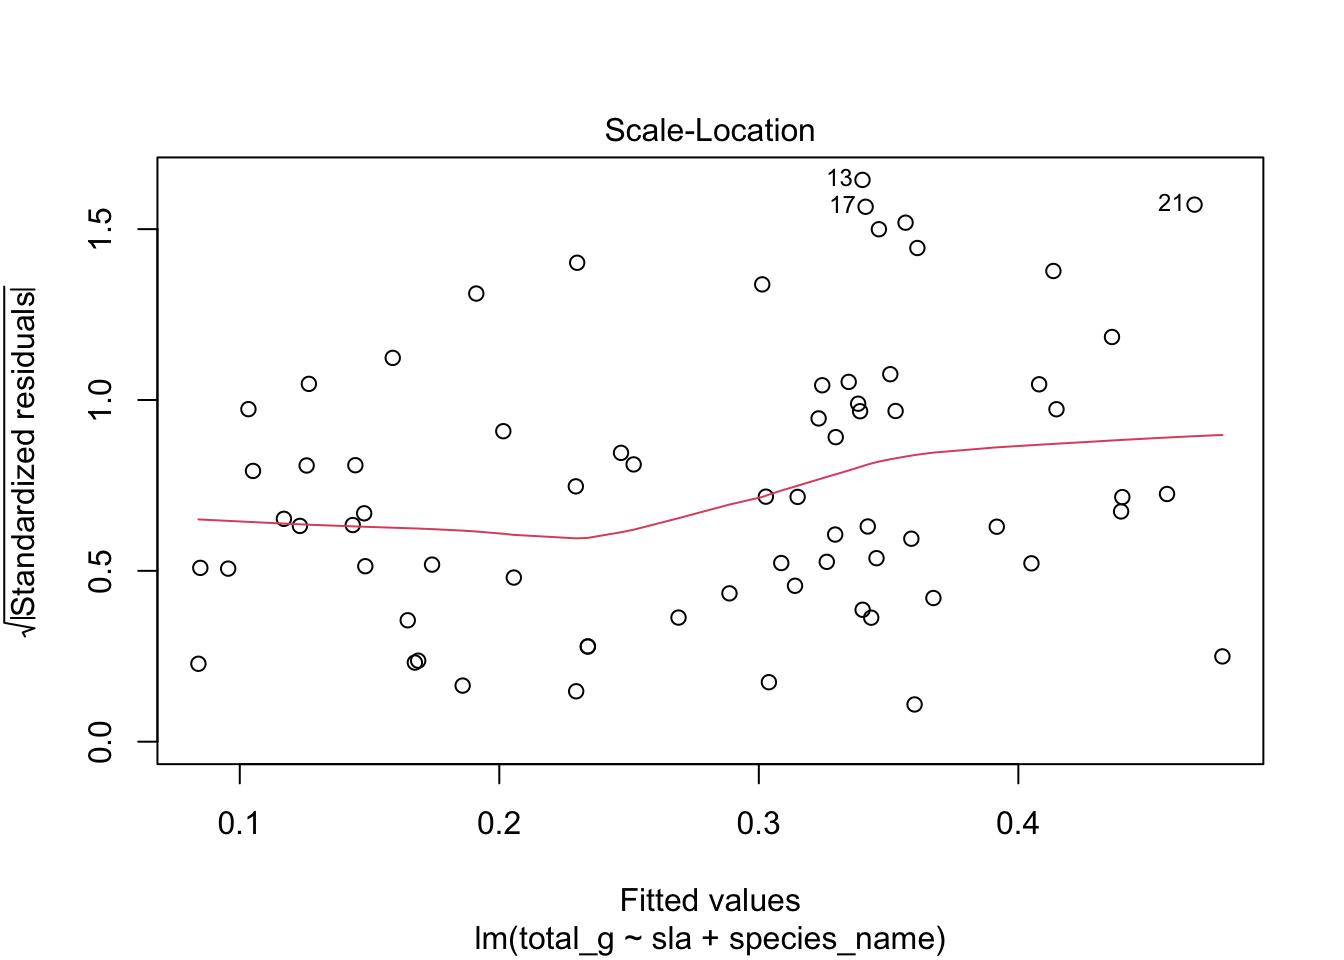 Scale-Location
13
17
21
√|Standardized residuals|
1.5
1.0
0.5
0.0
0.1 0.2 0.3 0.4
Fitted values
lm(total_g ~ sla + species_name)